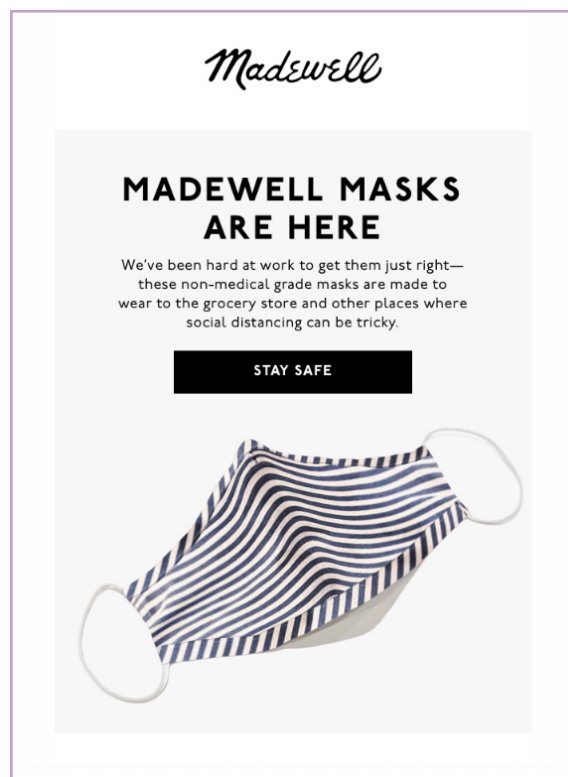 Madewell
MADEWELL MASKS
ARE HERE
We've been hard at work to get them just right—
these non-medical grade masks are made to
wear to the grocery store and other places where
social distancing can be tricky.
STAY SAFE